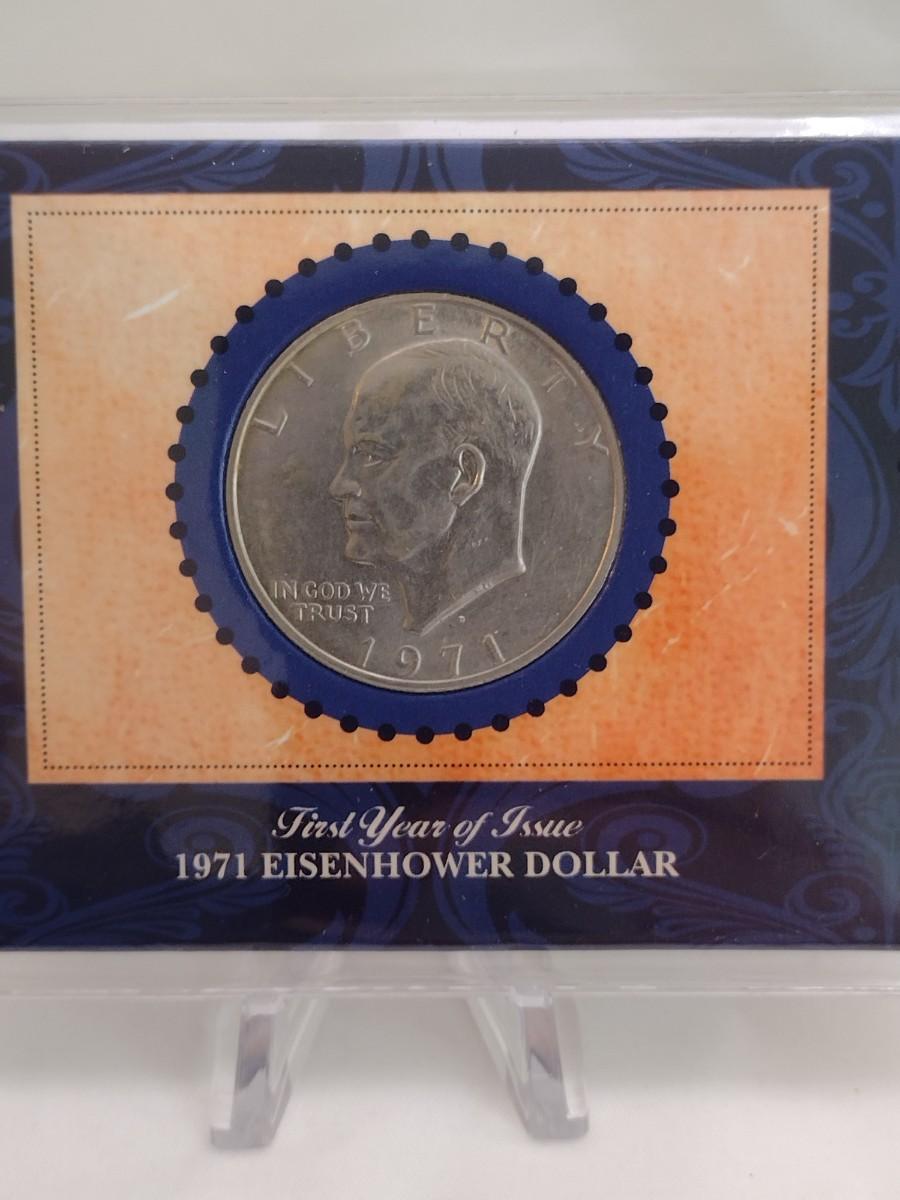 LIBERTY
IN GOD WE
TRUST
1971
First Year of Issue
1971 EISENHOWER DOLLAR